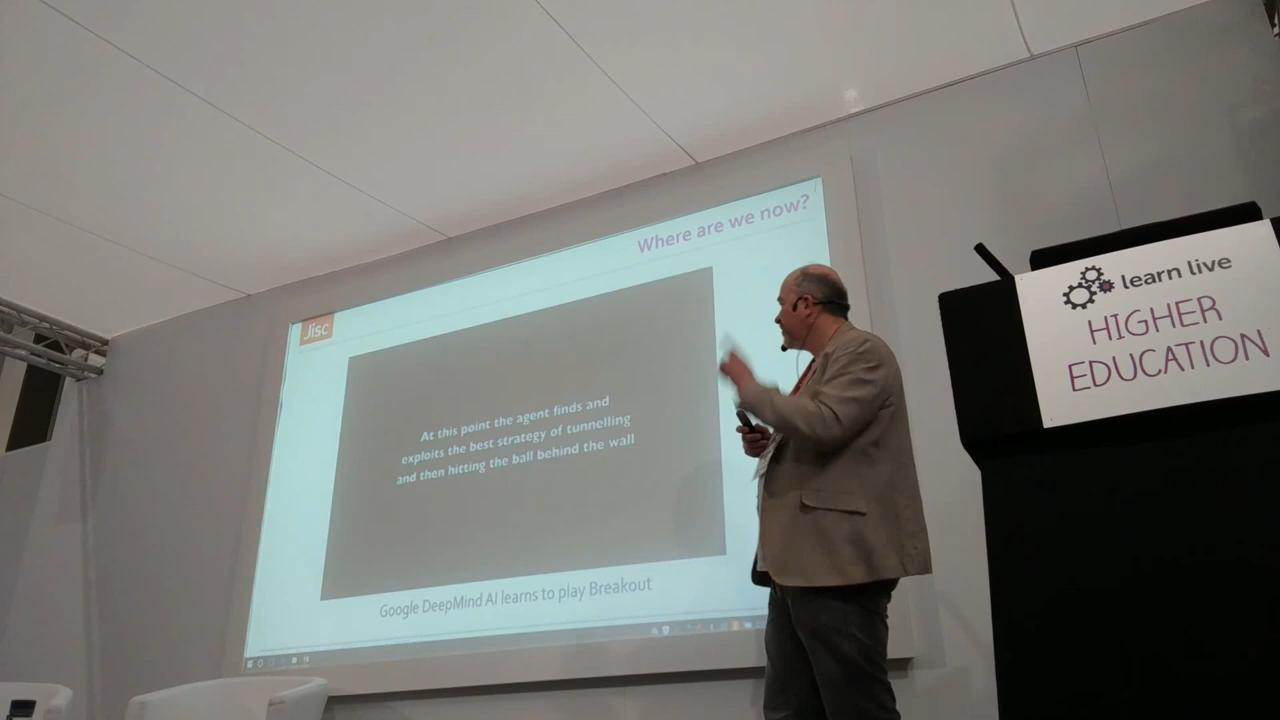 Where are we now?
Jisc
At this point the agent finds and
exploits the best strategy of tunnelling
and then hitting the ball behind the wall
Google DeepMind AI learns to play Breakout
learn live
HIGHER
EDUCATION